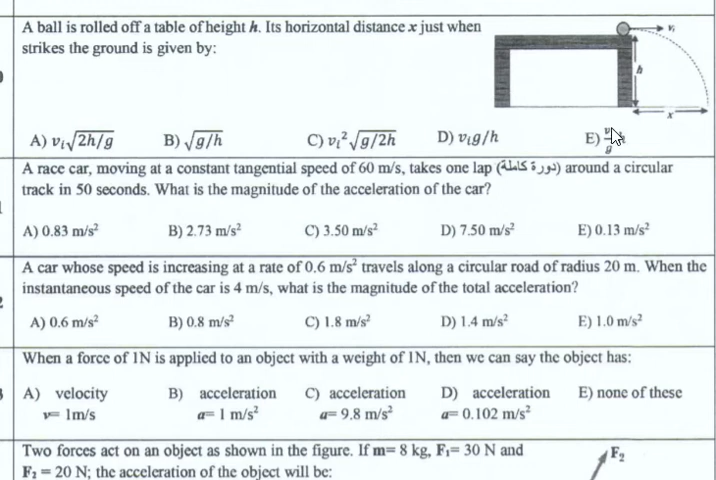 A ball is rolled off a table of height h. Its horizontal distance x just when
strikes the ground is given by:
vᵢ
h
x
A) vᵢ√2h/g B) √g/h C) vᵢ²√g/2h D) vᵢg/h E)
A race car, moving at a constant tangential speed of 60 m/s, takes one lap (دورة كاملة) around a circular
track in 50 seconds. What is the magnitude of the acceleration of the car?
A) 0.83 m/s² B) 2.73 m/s² C) 3.50 m/s² D) 7.50 m/s² E) 0.13 m/s²
A car whose speed is increasing at a rate of 0.6 m/s² travels along a circular road of radius 20 m. When the
instantaneous speed of the car is 4 m/s, what is the magnitude of the total acceleration?
A) 0.6 m/s² B) 0.8 m/s² C) 1.8 m/s² D) 1.4 m/s² E) 1.0 m/s²
When a force of 1N is applied to an object with a weight of 1N, then we can say the object has:
A) velocity B) acceleration C) acceleration D) acceleration E) none of these
v= 1m/s a= 1 m/s² a= 9.8 m/s² a= 0.102 m/s²
Two forces act on an object as shown in the figure. If m= 8 kg, F₁= 30 N and
F₂ = 20 N; the acceleration of the object will be:
F₂